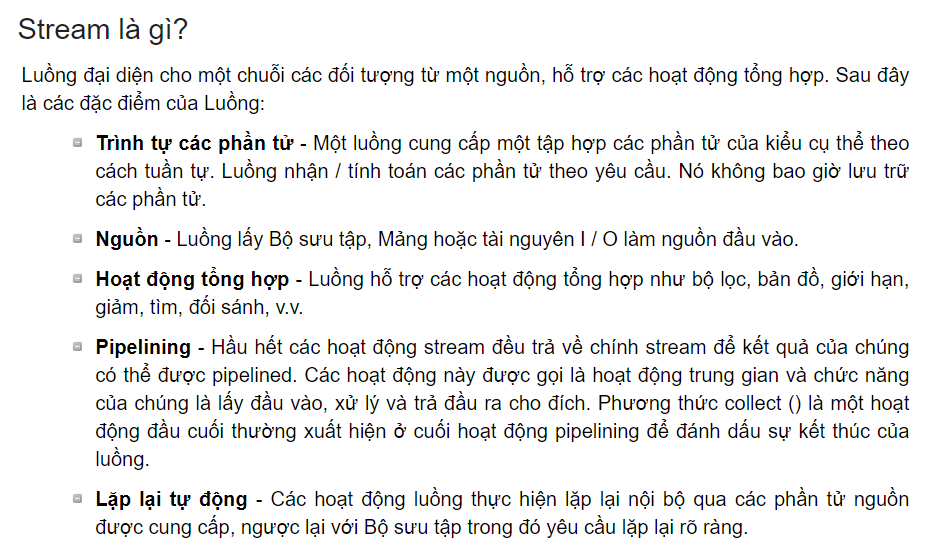 Stream là gì?
Luồng đại diện cho một chuỗi các đối tượng từ một nguồn, hỗ trợ các hoạt động tổng hợp. Sau đây
là các đặc điểm của Luồng:
Trình tự các phần tử - Một luồng cung cấp một tập hợp các phần tử của kiểu cụ thể theo
cách tuần tự. Luồng nhận / tính toán các phần tử theo yêu cầu. Nó không bao giờ lưu trữ
các phần tử.
Nguồn - Luồng lấy Bộ sưu tập, Mảng hoặc tài nguyên I / O làm nguồn đầu vào.
Hoạt động tổng hợp - Luồng hỗ trợ các hoạt động tổng hợp như bộ lọc, bản đồ, giới hạn,
giảm, tìm, đối sánh, v.v.
Pipelining - Hầu hết các hoạt động stream đều trả về chính stream để kết quả của chúng
có thể được pipelined. Các hoạt động này được gọi là hoạt động trung gian và chức năng
của chúng là lấy đầu vào, xử lý và trả đầu ra cho đích. Phương thức collect () là một hoạt
động đầu cuối thường xuất hiện ở cuối hoạt động pipelining để đánh dấu sự kết thúc của
luồng.
Lặp lại tự động - Các hoạt động luồng thực hiện lặp lại nội bộ qua các phần tử nguồn
được cung cấp, ngược lại với Bộ sưu tập trong đó yêu cầu lặp lại rõ ràng.